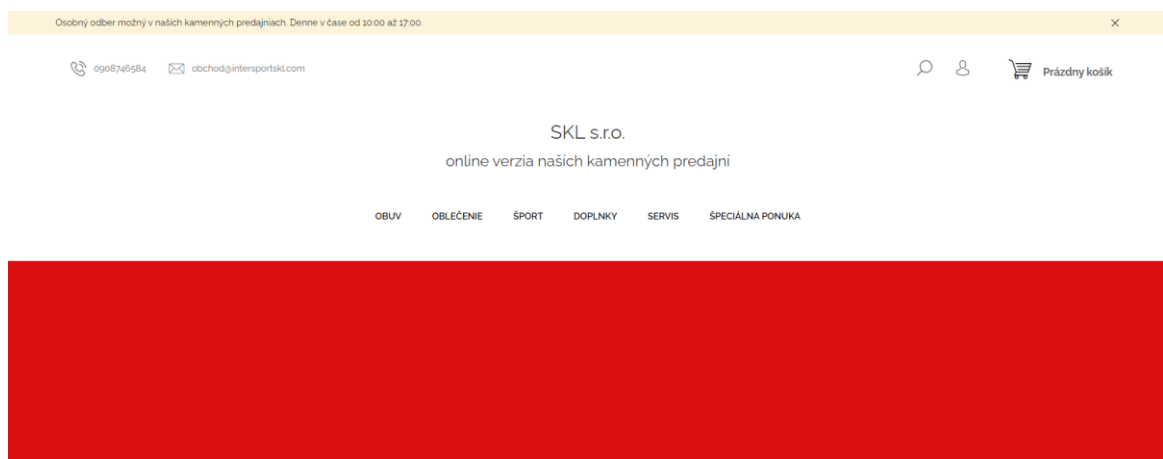 Osobný odber možný v našich kamenných predajniach. Denne v čase od 10:00 až 17:00.
0908746584 obchod@intersportskl.com Prázdny košík
SKL s.r.o.
online verzia našich kamenných predajní
OBUV OBLEČENIE ŠPORT DOPLNKY SERVIS ŠPECIÁLNA PONUKA